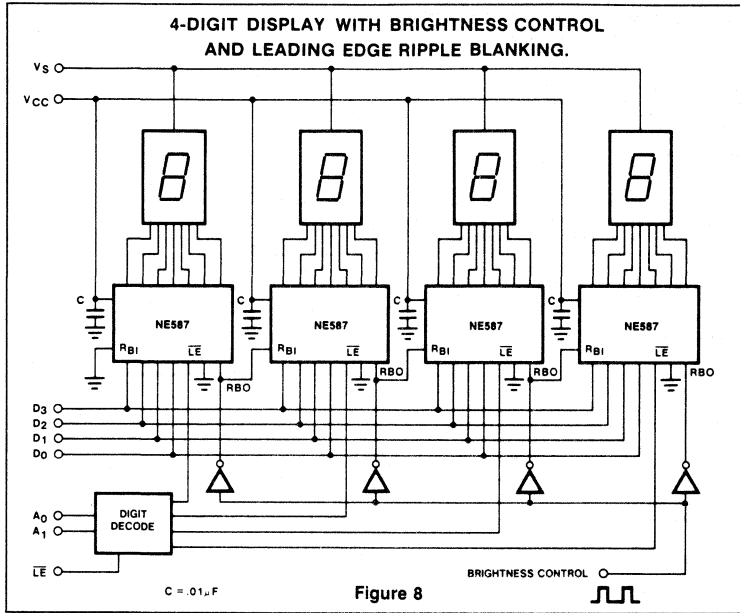 4-DIGIT DISPLAY WITH BRIGHTNESS CONTROL
AND LEADING EDGE RIPPLE BLANKING.
VS
VCC
C
NE587
RBI
LE
RBO
C
NE587
RBI
LE
RBO
C
NE587
RBI
LE
RBO
C
NE587
RBI
LE
RBO
D3
D2
D1
D0
A0
A1
DIGIT
DECODE
LE
C = .01μF
Figure 8
BRIGHTNESS CONTROL